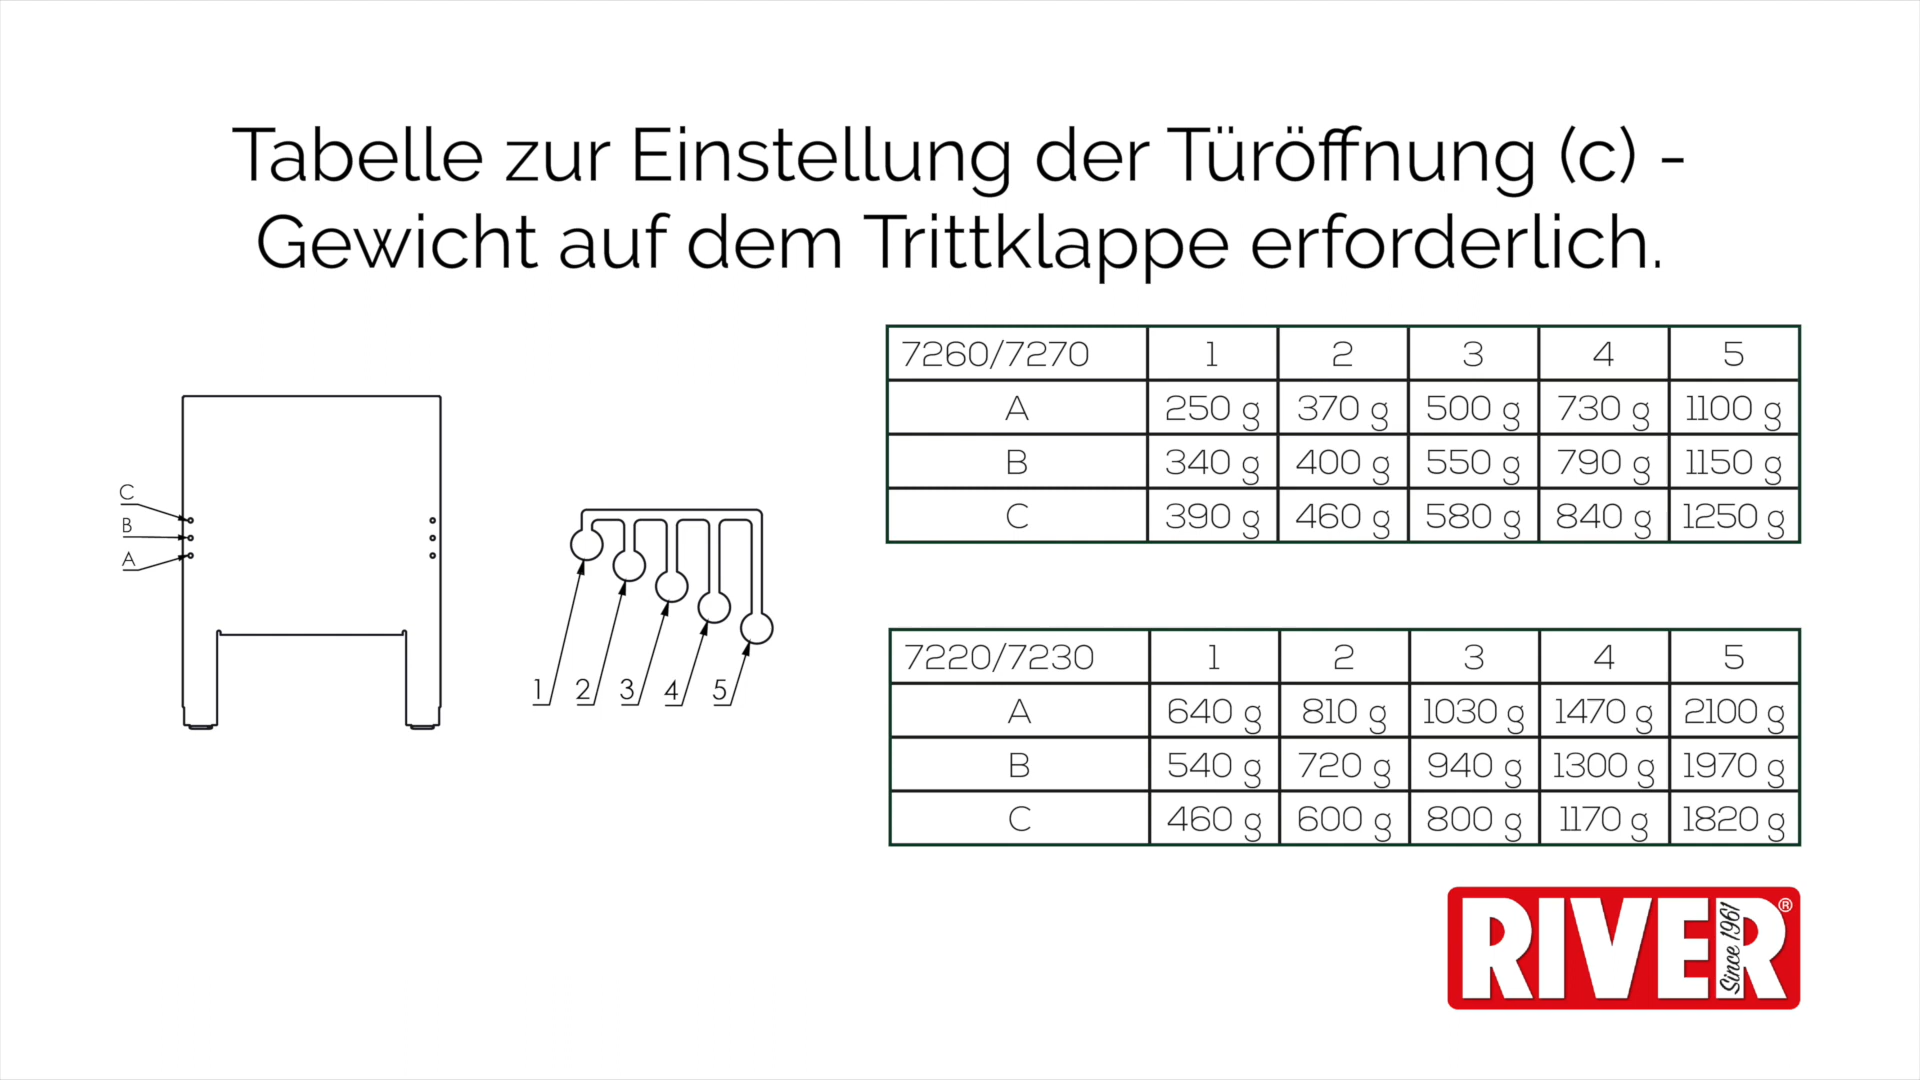 Tabelle zur Einstellung der Türöffnung (c) -
Gewicht auf dem Trittklappe erforderlich.
C
B
A
1 2 3 4 5
7260/7270 1 2 3 4 5
A 250 g 370 g 500 g 730 g 1100 g
B 340 g 400 g 550 g 790 g 1150 g
C 390 g 460 g 580 g 840 g 1250 g
7220/7230 1 2 3 4 5
A 640 g 810 g 1030 g 1470 g 2100 g
B 540 g 720 g 940 g 1300 g 1970 g
C 460 g 600 g 800 g 1170 g 1820 g
RIVER®
Since 1961